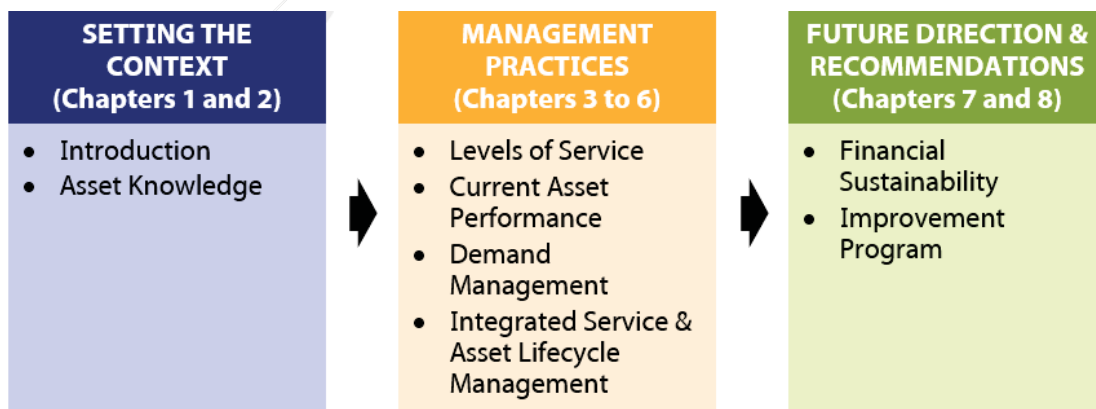 SETTING THE
CONTEXT
(Chapters 1 and 2)
• Introduction
• Asset Knowledge
MANAGEMENT
PRACTICES
(Chapters 3 to 6)
• Levels of Service
• Current Asset
Performance
• Demand
Management
• Integrated Service &
Asset Lifecycle
Management
FUTURE DIRECTION &
RECOMMENDATIONS
(Chapters 7 and 8)
• Financial
Sustainability
• Improvement
Program